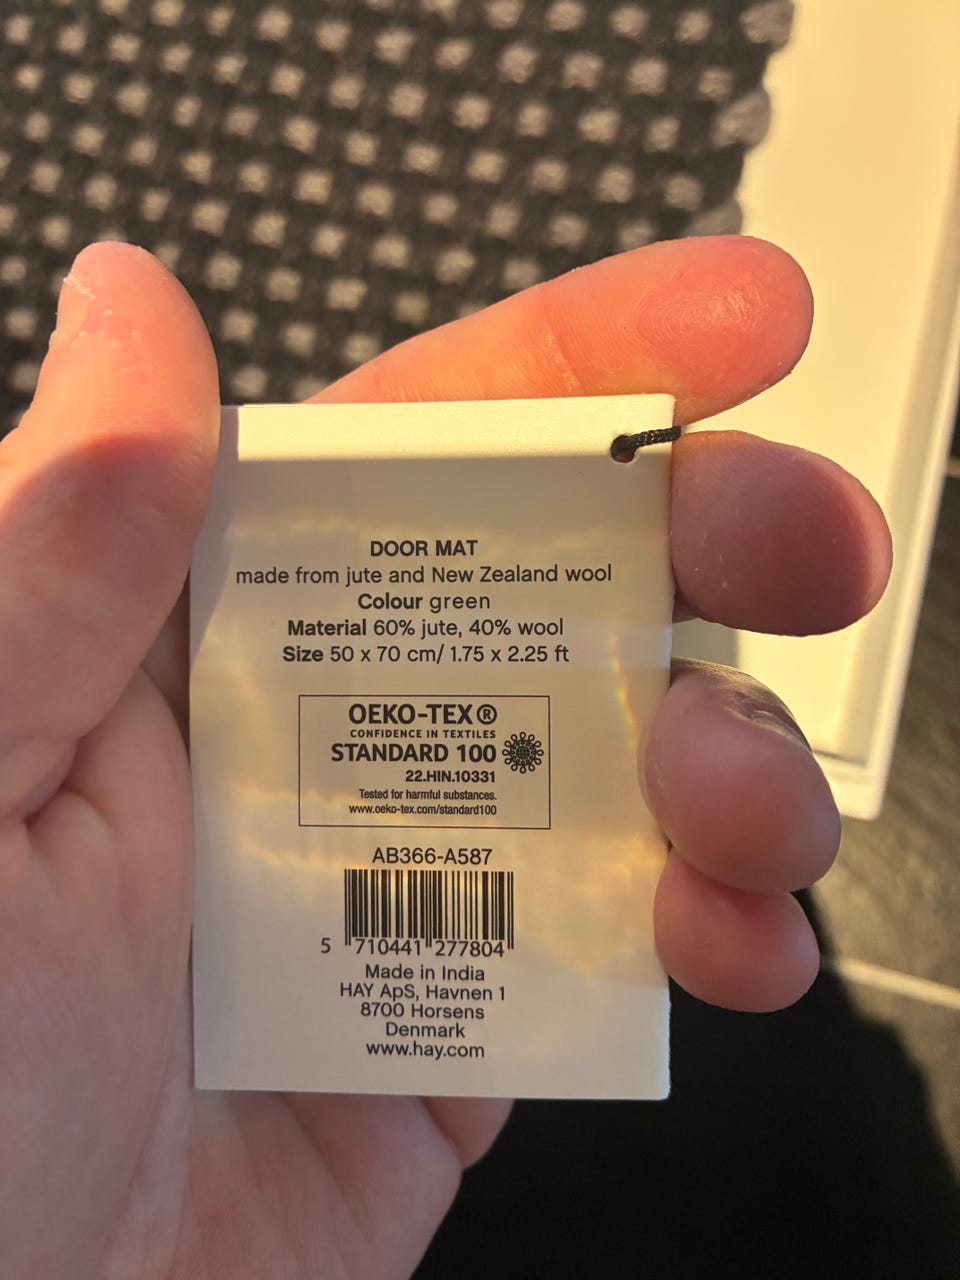 DOOR MAT
made from jute and New Zealand wool
Colour green
Material 60% jute, 40% wool
Size 50 x 70 cm/ 1.75 x 2.25 ft
OEKO-TEX®
CONFIDENCE IN TEXTILES
STANDARD 100
22.HIN.10331
Tested for harmful substances.
www.oeko-tex.com/standard100
AB366-A587
5 710441 277804
Made in India
HAY ApS, Havnen 1
8700 Horsens
Denmark
www.hay.com